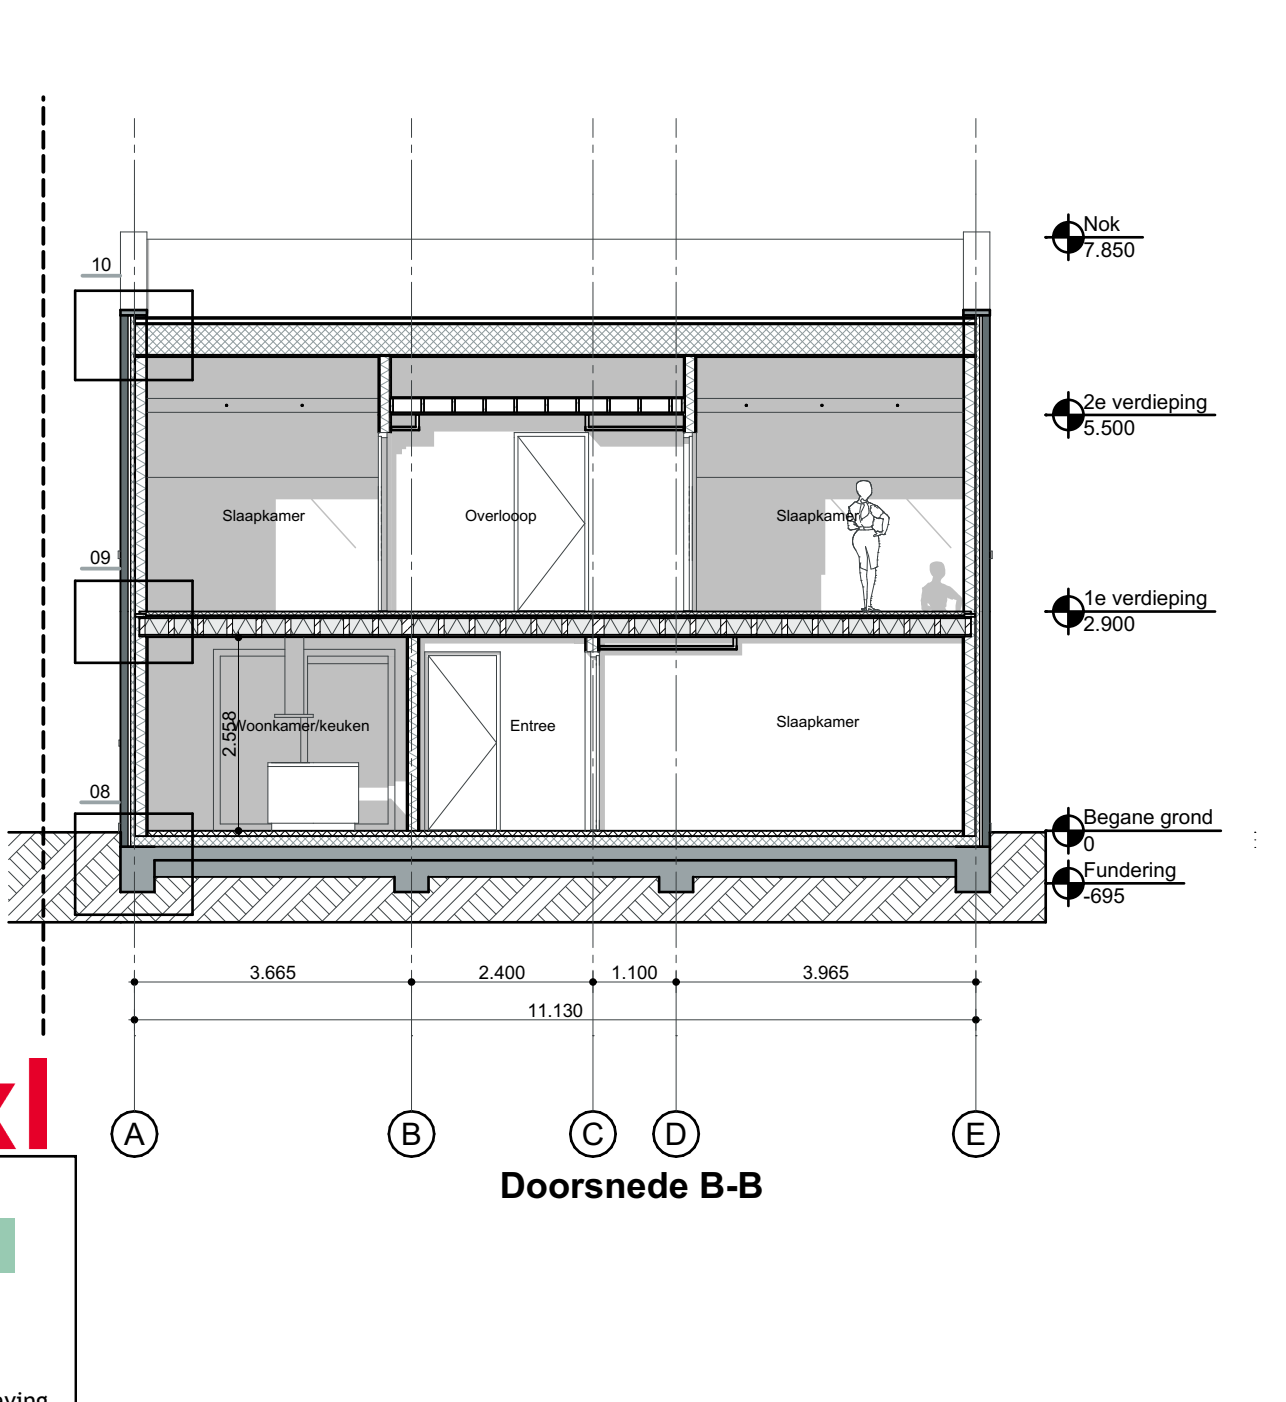 Nok
7.850
10
2e verdieping
5.500
Slaapkamer
Overlooop
Slaapkamer
09
1e verdieping
2.900
2.558
Woonkamer/keuken
Entree
Slaapkamer
08
Begane grond
0
Fundering
-695
3.665
2.400
1.100
3.965
11.130
A
B
C
D
E
Doorsnede B-B